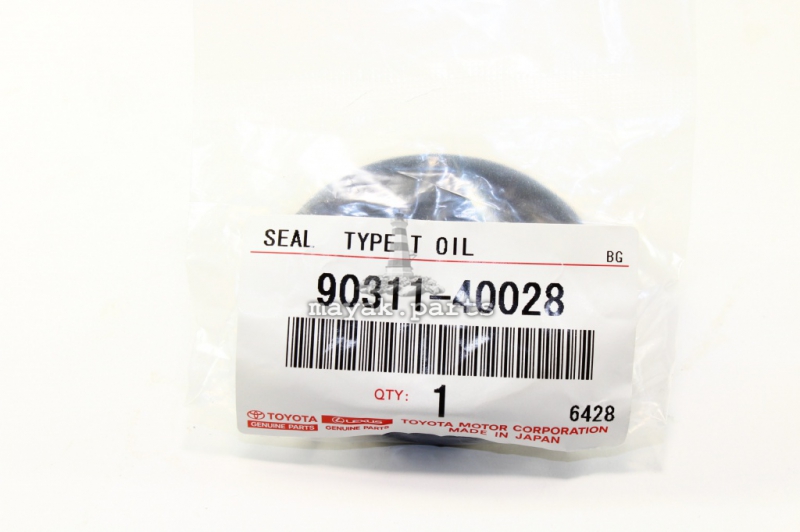 SEAL, TYPE T OIL
BG
90311-40028
mayak.parts
QTY: 1
6428
TOYOTA
GENUINE PARTS
LEXUS
GENUINE PARTS
TOYOTA MOTOR CORPORATION
MADE IN JAPAN